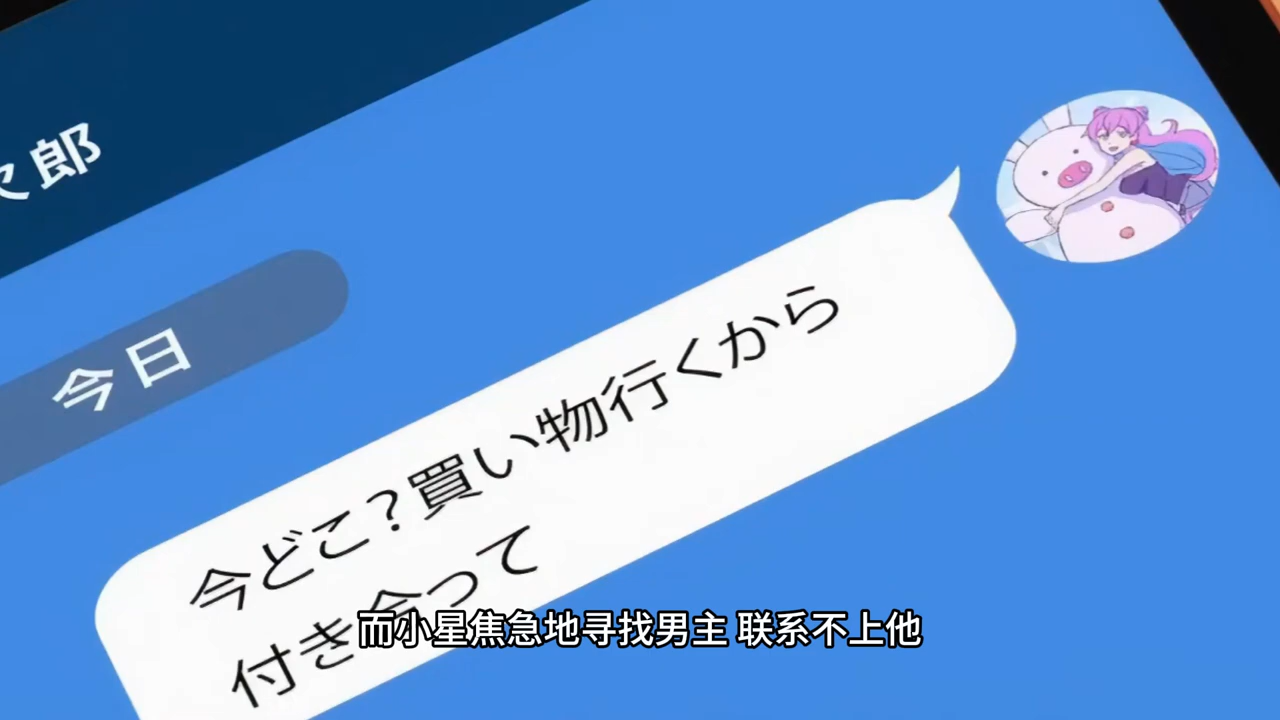 郎
今日
今どこ？買い物行くから
付き合って
而小星焦急地寻找男主 联系不上他